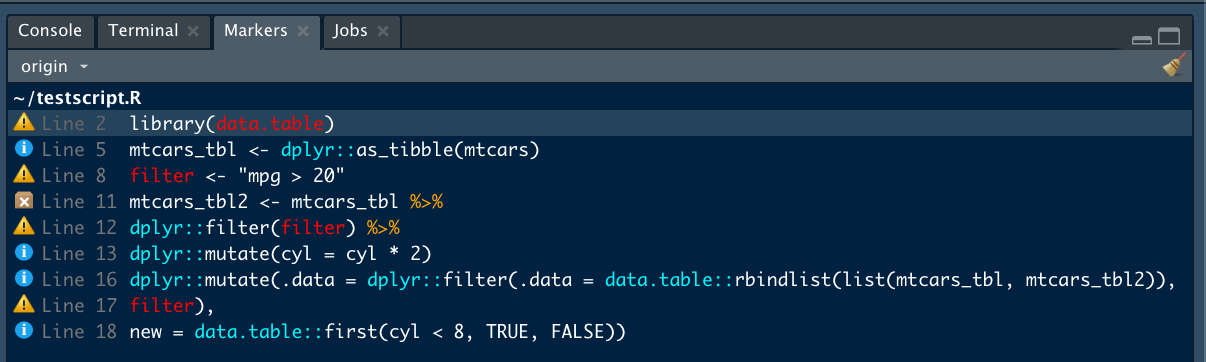 Console Terminal Markers Jobs
origin
~/testscript.R
Line 2 library(data.table)
Line 5 mtcars_tbl <- dplyr::as_tibble(mtcars)
Line 8 filter <- "mpg > 20"
Line 11 mtcars_tbl2 <- mtcars_tbl %>%
Line 12 dplyr::filter(filter) %>%
Line 13 dplyr::mutate(cyl = cyl * 2)
Line 16 dplyr::mutate(.data = dplyr::filter(.data = data.table::rbindlist(list(mtcars_tbl, mtcars_tbl2)),
Line 17 filter),
Line 18 new = data.table::first(cyl < 8, TRUE, FALSE))